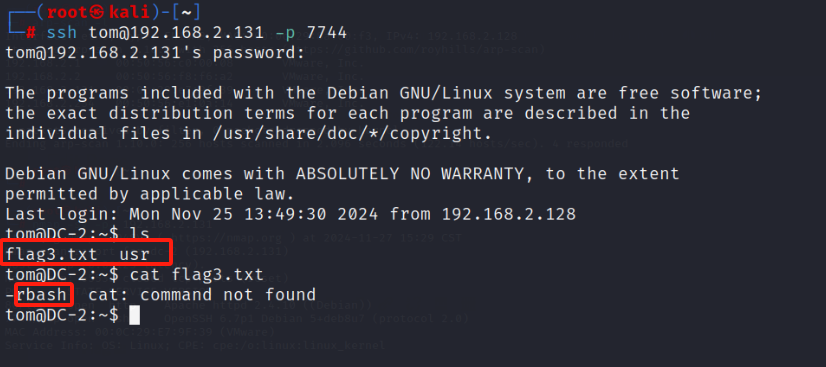 ┌──(root㉿kali)-[~]
└─# ssh tom@192.168.2.131 -p 7744
tom@192.168.2.131's password:
The programs included with the Debian GNU/Linux system are free software;
the exact distribution terms for each program are described in the
individual files in /usr/share/doc/*/copyright.
Debian GNU/Linux comes with ABSOLUTELY NO WARRANTY, to the extent
permitted by applicable law.
Last login: Mon Nov 25 13:49:30 2024 from 192.168.2.128
tom@DC-2:~$ ls
flag3.txt  usr
tom@DC-2:~$ cat flag3.txt
-rbash  cat: command not found
tom@DC-2:~$